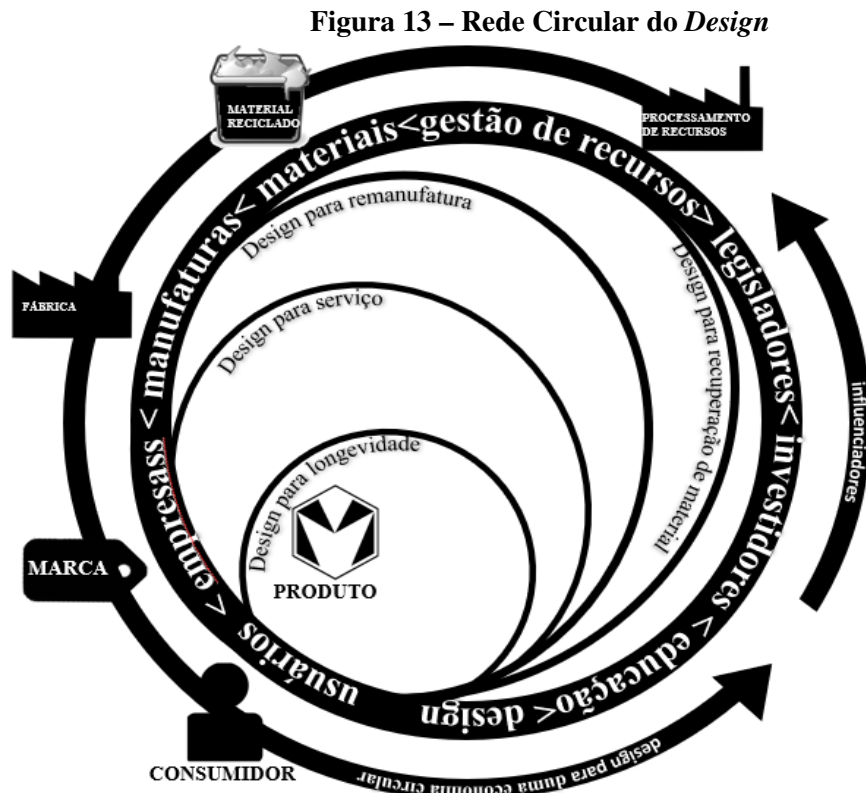 Figura 13 – Rede Circular do Design
MATERIAL
RECICLADO
PROCESSAMENTO
DE RECURSOS
FÁBRICA
MARCA
CONSUMIDOR
usuários < empresass < manufaturas< materiais<gestão de recursos> legisladores< investidores < educação< design
Design para remanufatura
Design para serviço
Design para longevidade
Design para recuperação de material
PRODUTO
influenciadores
design para duma economia circular